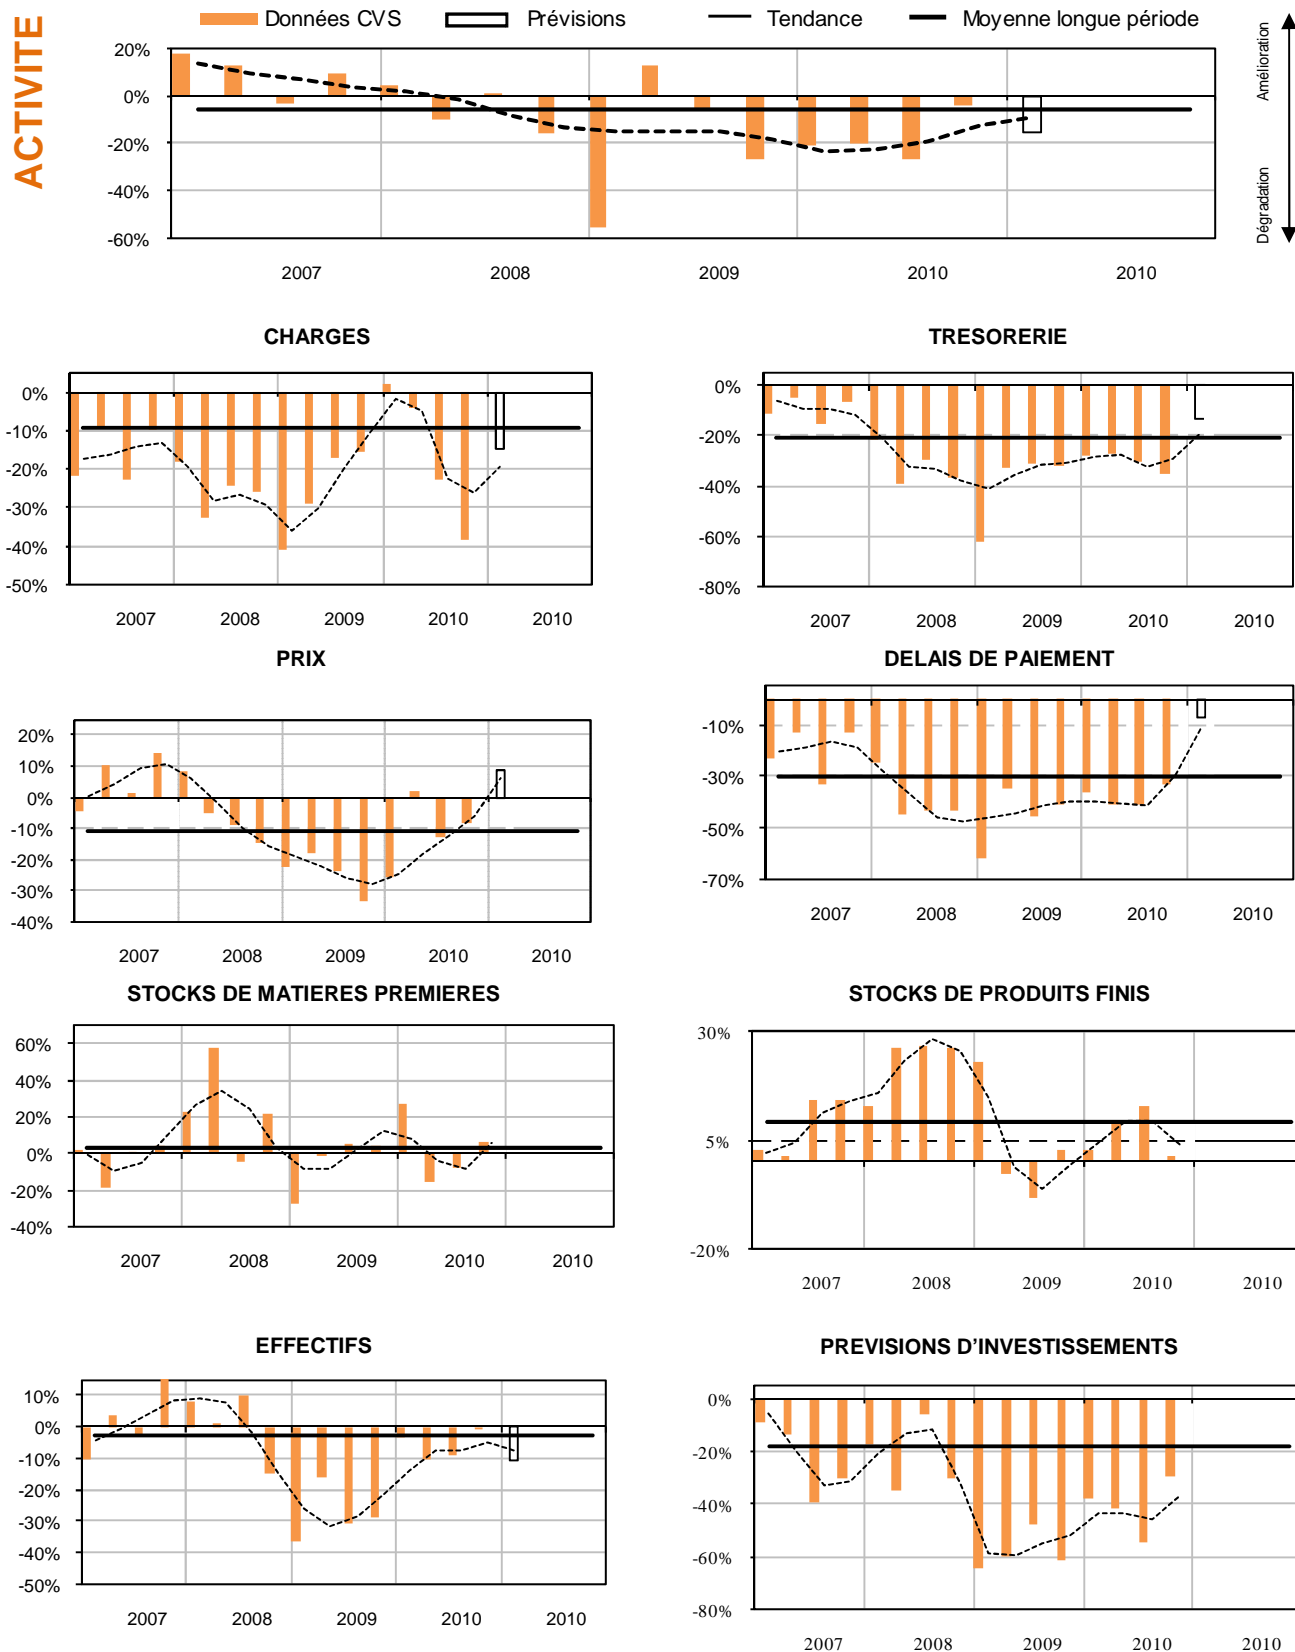 ACTIVITE
Données CVS Prévisions Tendance Moyenne longue période
20%
0%
-20%
-40%
-60%
2007 2008 2009 2010 2010
Amélioration
Dégradation
CHARGES
0%
-10%
-20%
-30%
-40%
-50%
2007 2008 2009 2010 2010
TRESORERIE
0%
-20%
-40%
-60%
-80%
2007 2008 2009 2010 2010
PRIX
20%
10%
0%
-10%
-20%
-30%
-40%
2007 2008 2009 2010 2010
DELAIS DE PAIEMENT
-10%
-30%
-50%
-70%
2007 2008 2009 2010 2010
STOCKS DE MATIERES PREMIERES
60%
40%
20%
0%
-20%
-40%
2007 2008 2009 2010 2010
STOCKS DE PRODUITS FINIS
30%
5%
-20%
2007 2008 2009 2010 2010
EFFECTIFS
10%
0%
-10%
-20%
-30%
-40%
-50%
2007 2008 2009 2010 2010
PREVISIONS D’INVESTISSEMENTS
0%
-20%
-40%
-60%
-80%
2007 2008 2009 2010 2010